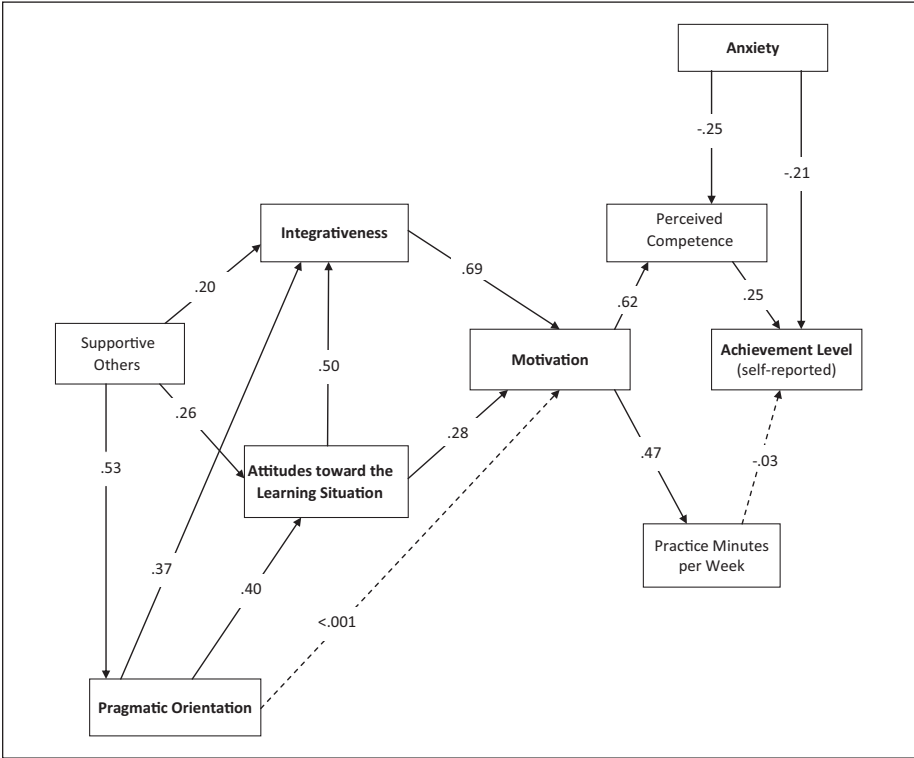 Anxiety
-.25
-.21
Integrativeness
Perceived
Competence
.69
.20
.62
.25
Supportive
Others
Motivation
Achievement Level
(self-reported)
.50
.26
.28
.53
.47
-.03
Attitudes toward the
Learning Situation
Practice Minutes
per Week
.37
.40
<.001
Pragmatic Orientation